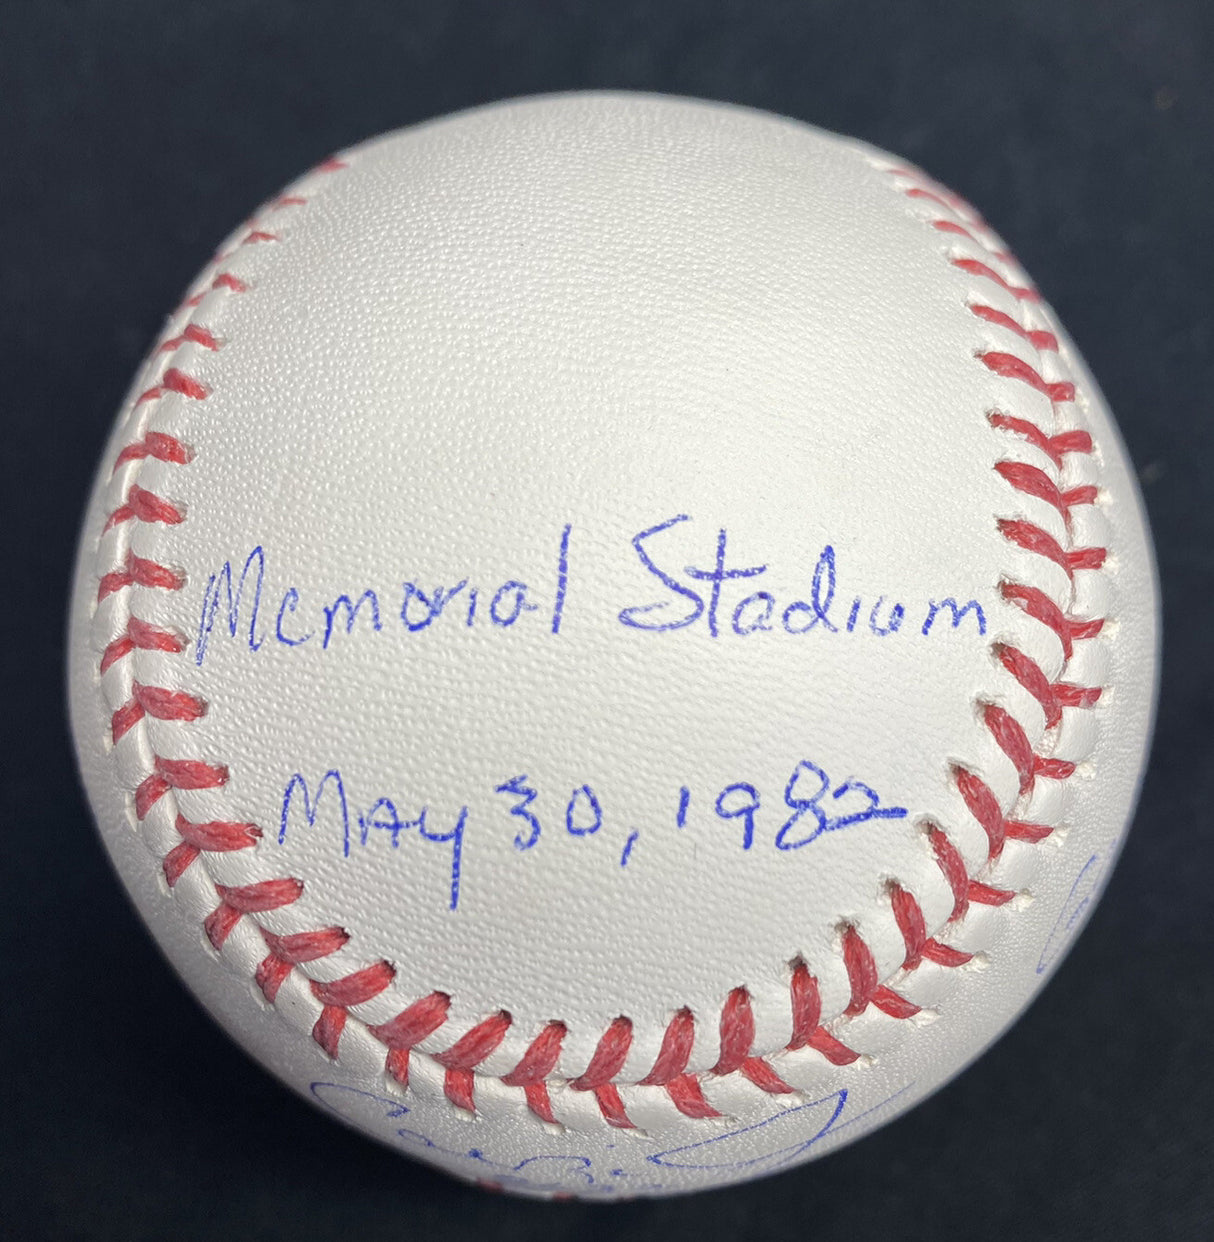 Memorial Stadium
May 30, 1982